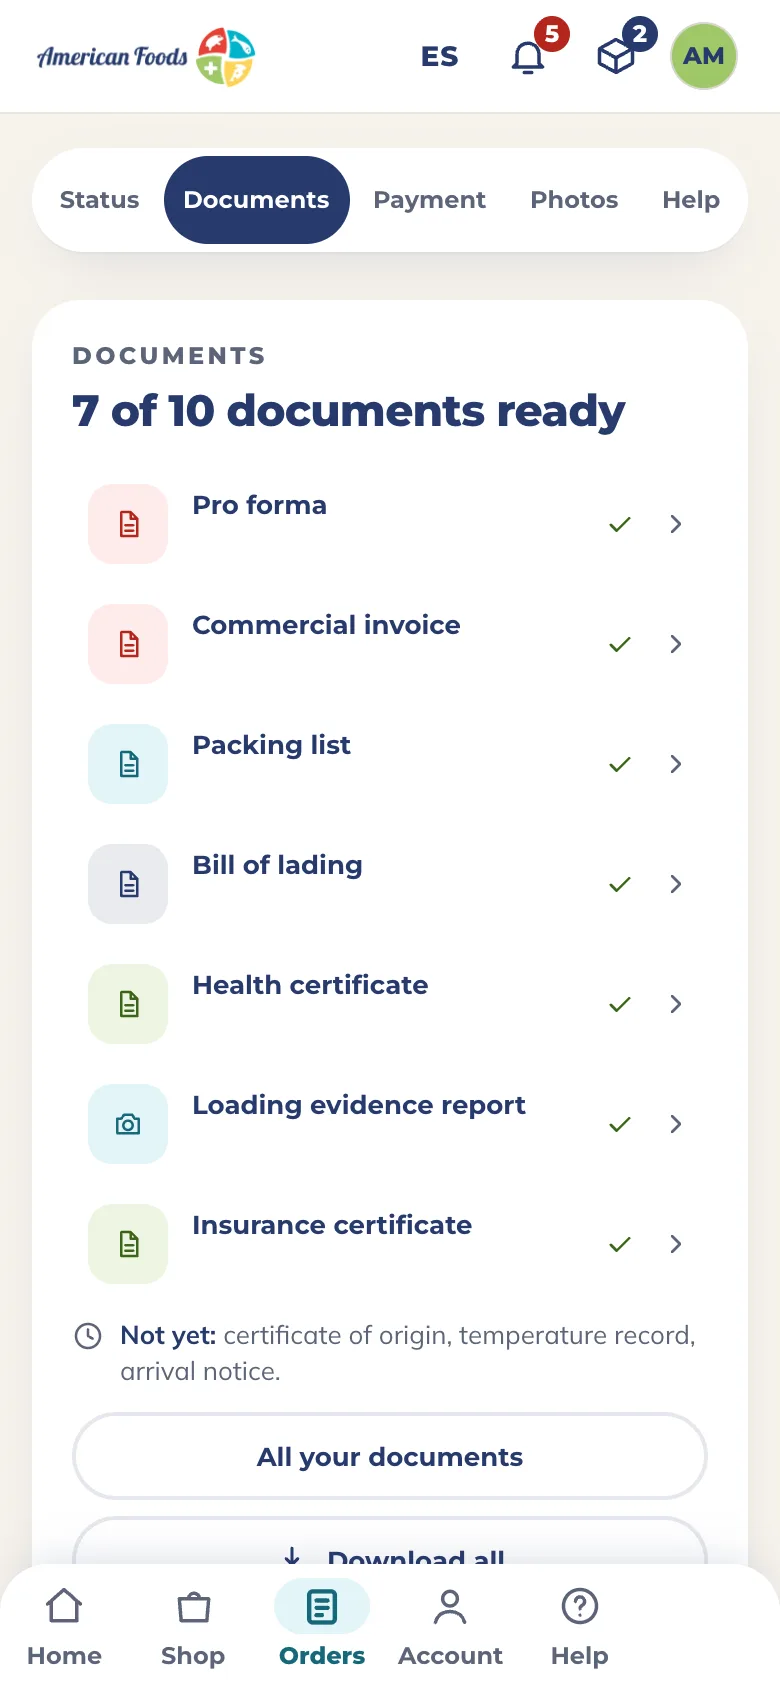 American Foods
ES
5
2
AM
Status
Documents
Payment
Photos
Help
DOCUMENTS
7 of 10 documents ready
Pro forma
Commercial invoice
Packing list
Bill of lading
Health certificate
Loading evidence report
Insurance certificate
Not yet: certificate of origin, temperature record,
arrival notice.
All your documents
Download all
Home
Shop
Orders
Account
Help